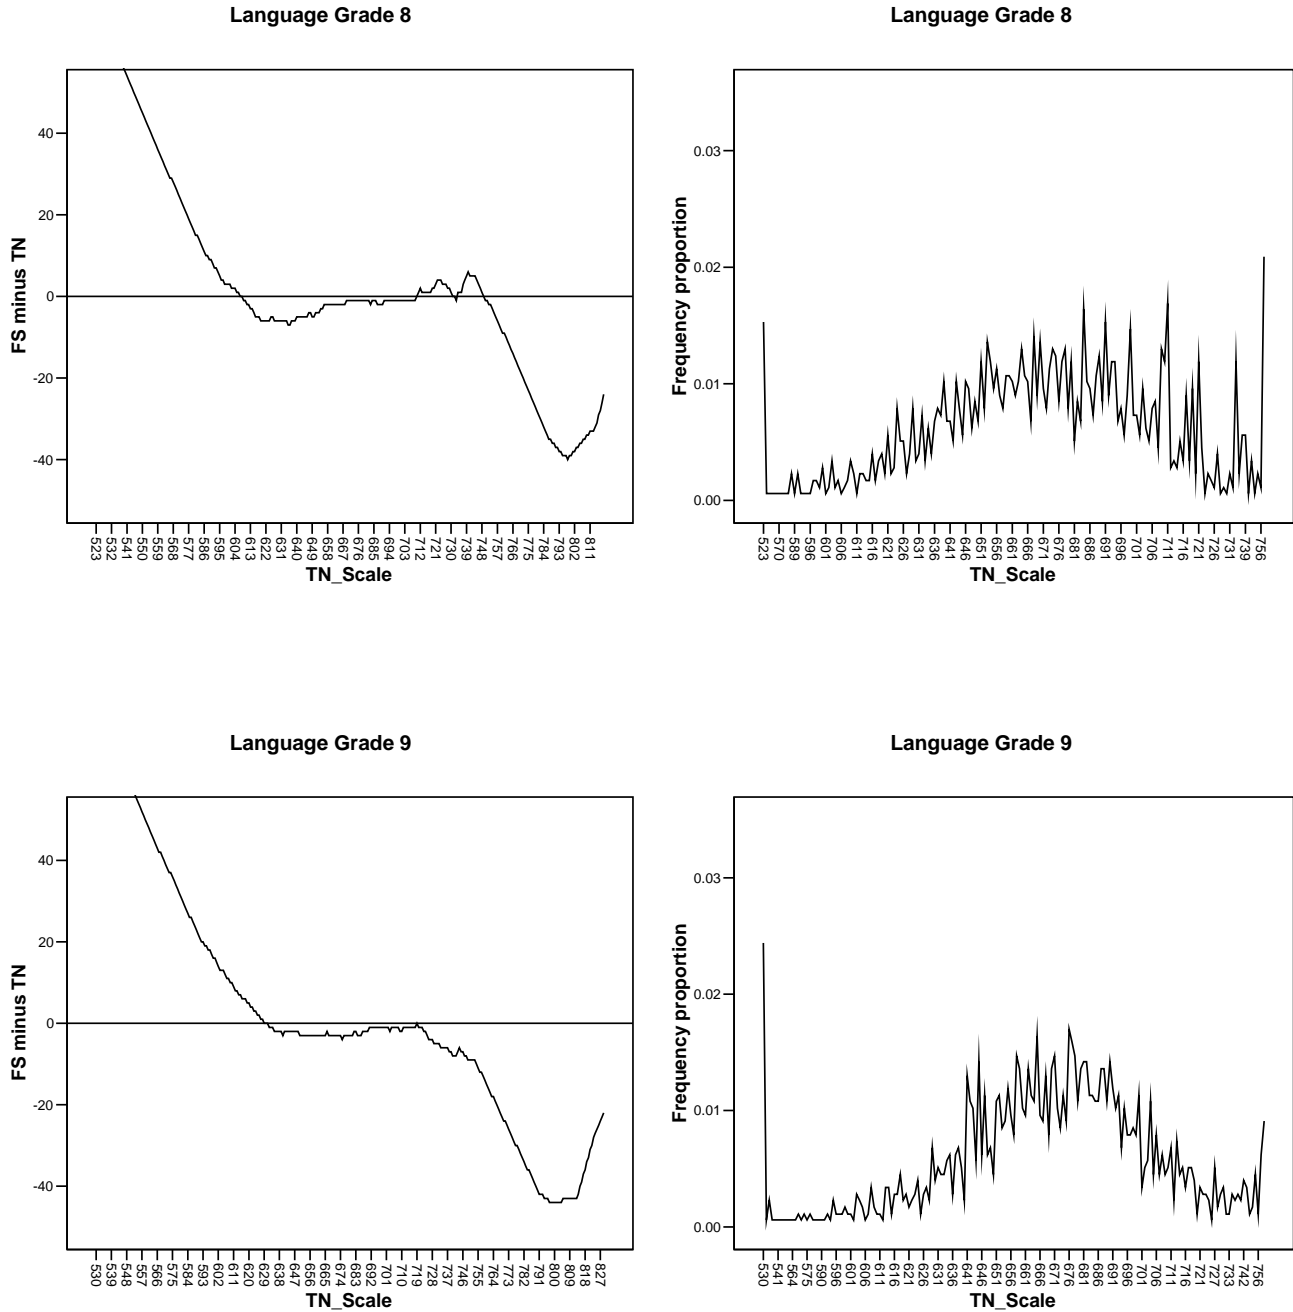 Language Grade 8
40
20
0
-20
-40
FS minus TN
523 532 541 550 559 568 577 586 595 604 613 622 631 640 649 658 667 676 685 694 703 712 721 730 739 748 757 766 775 784 793 802 811
TN_Scale
Language Grade 8
0.03
0.02
0.01
0.00
Frequency proportion
523 570 589 596 601 606 611 616 621 626 631 636 641 646 651 656 661 666 671 676 681 686 691 696 701 706 711 716 721 726 731 739 756
TN_Scale
Language Grade 9
40
20
0
-20
-40
FS minus TN
530 539 548 557 566 575 584 593 602 611 620 629 638 647 656 665 674 683 692 701 710 719 728 737 746 755 764 773 782 791 800 809 818 827
TN_Scale
Language Grade 9
0.03
0.02
0.01
0.00
Frequency proportion
530 541 564 575 590 596 601 606 611 616 621 626 631 636 641 646 651 656 661 666 671 676 681 686 691 696 701 706 711 716 721 727 732 742 756
TN_Scale